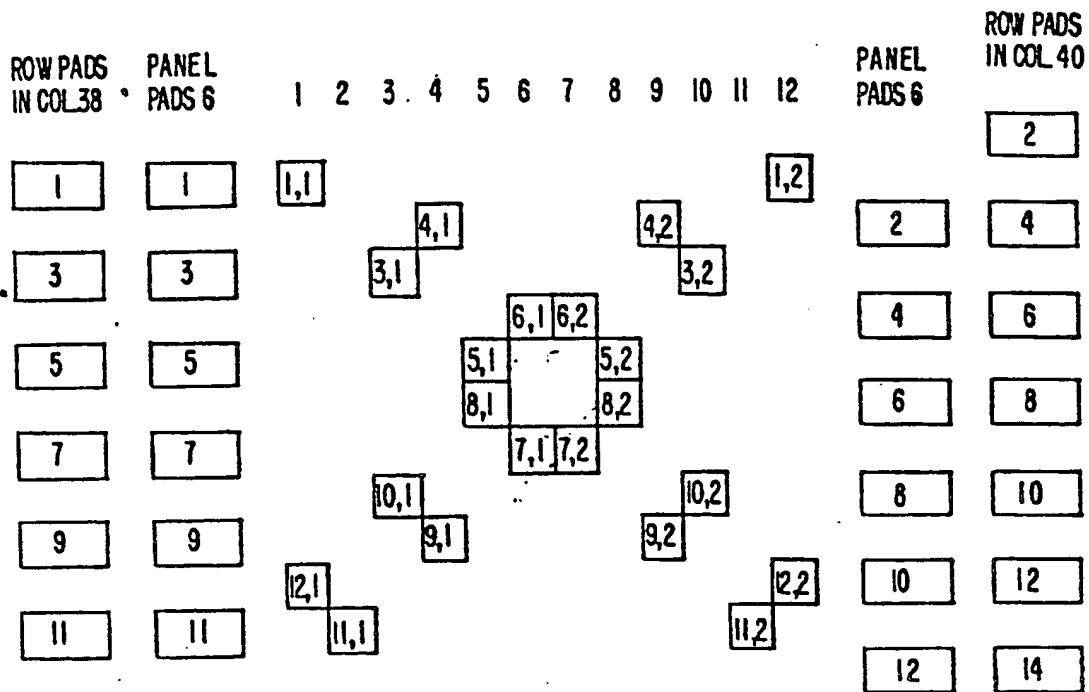 ROW PADS
IN COL 38
PANEL
PADS 6
1 2 3 4 5 6 7 8 9 10 11 12
PANEL
PADS 6
ROW PADS
IN COL 40
2
1 1 1,1 1,2
4,1 4,2 2 4
3 3 3,1 3,2
6,1 6,2 4 6
5 5 5,1 5,2
8,1 8,2 6 8
7 7 7,1 7,2
10,1 10,2 8 10
9 9 9,1 9,2
12,1 12,2 10 12
11 11 11,1 11,2
12 14